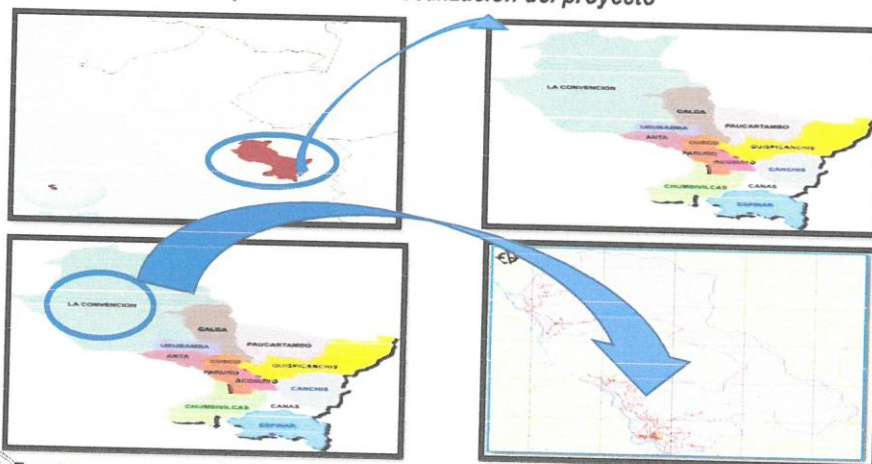 del proyecto
LA CONVENCION
CALCA
URUBAMBA
PAUCARTAMBO
ANTA
CUSCO
QUISPICANCHIS
PARURO
ACOMAYO
CANCHIS
CHUMBIVILCAS
CANAS
ESPINAR
LA CONVENCION
CALCA
URUBAMBA
PAUCARTAMBO
ANTA
CUSCO
QUISPICANCHIS
PARURO
ACOMAYO
CANCHIS
CHUMBIVILCAS
CANAS
ESPINAR